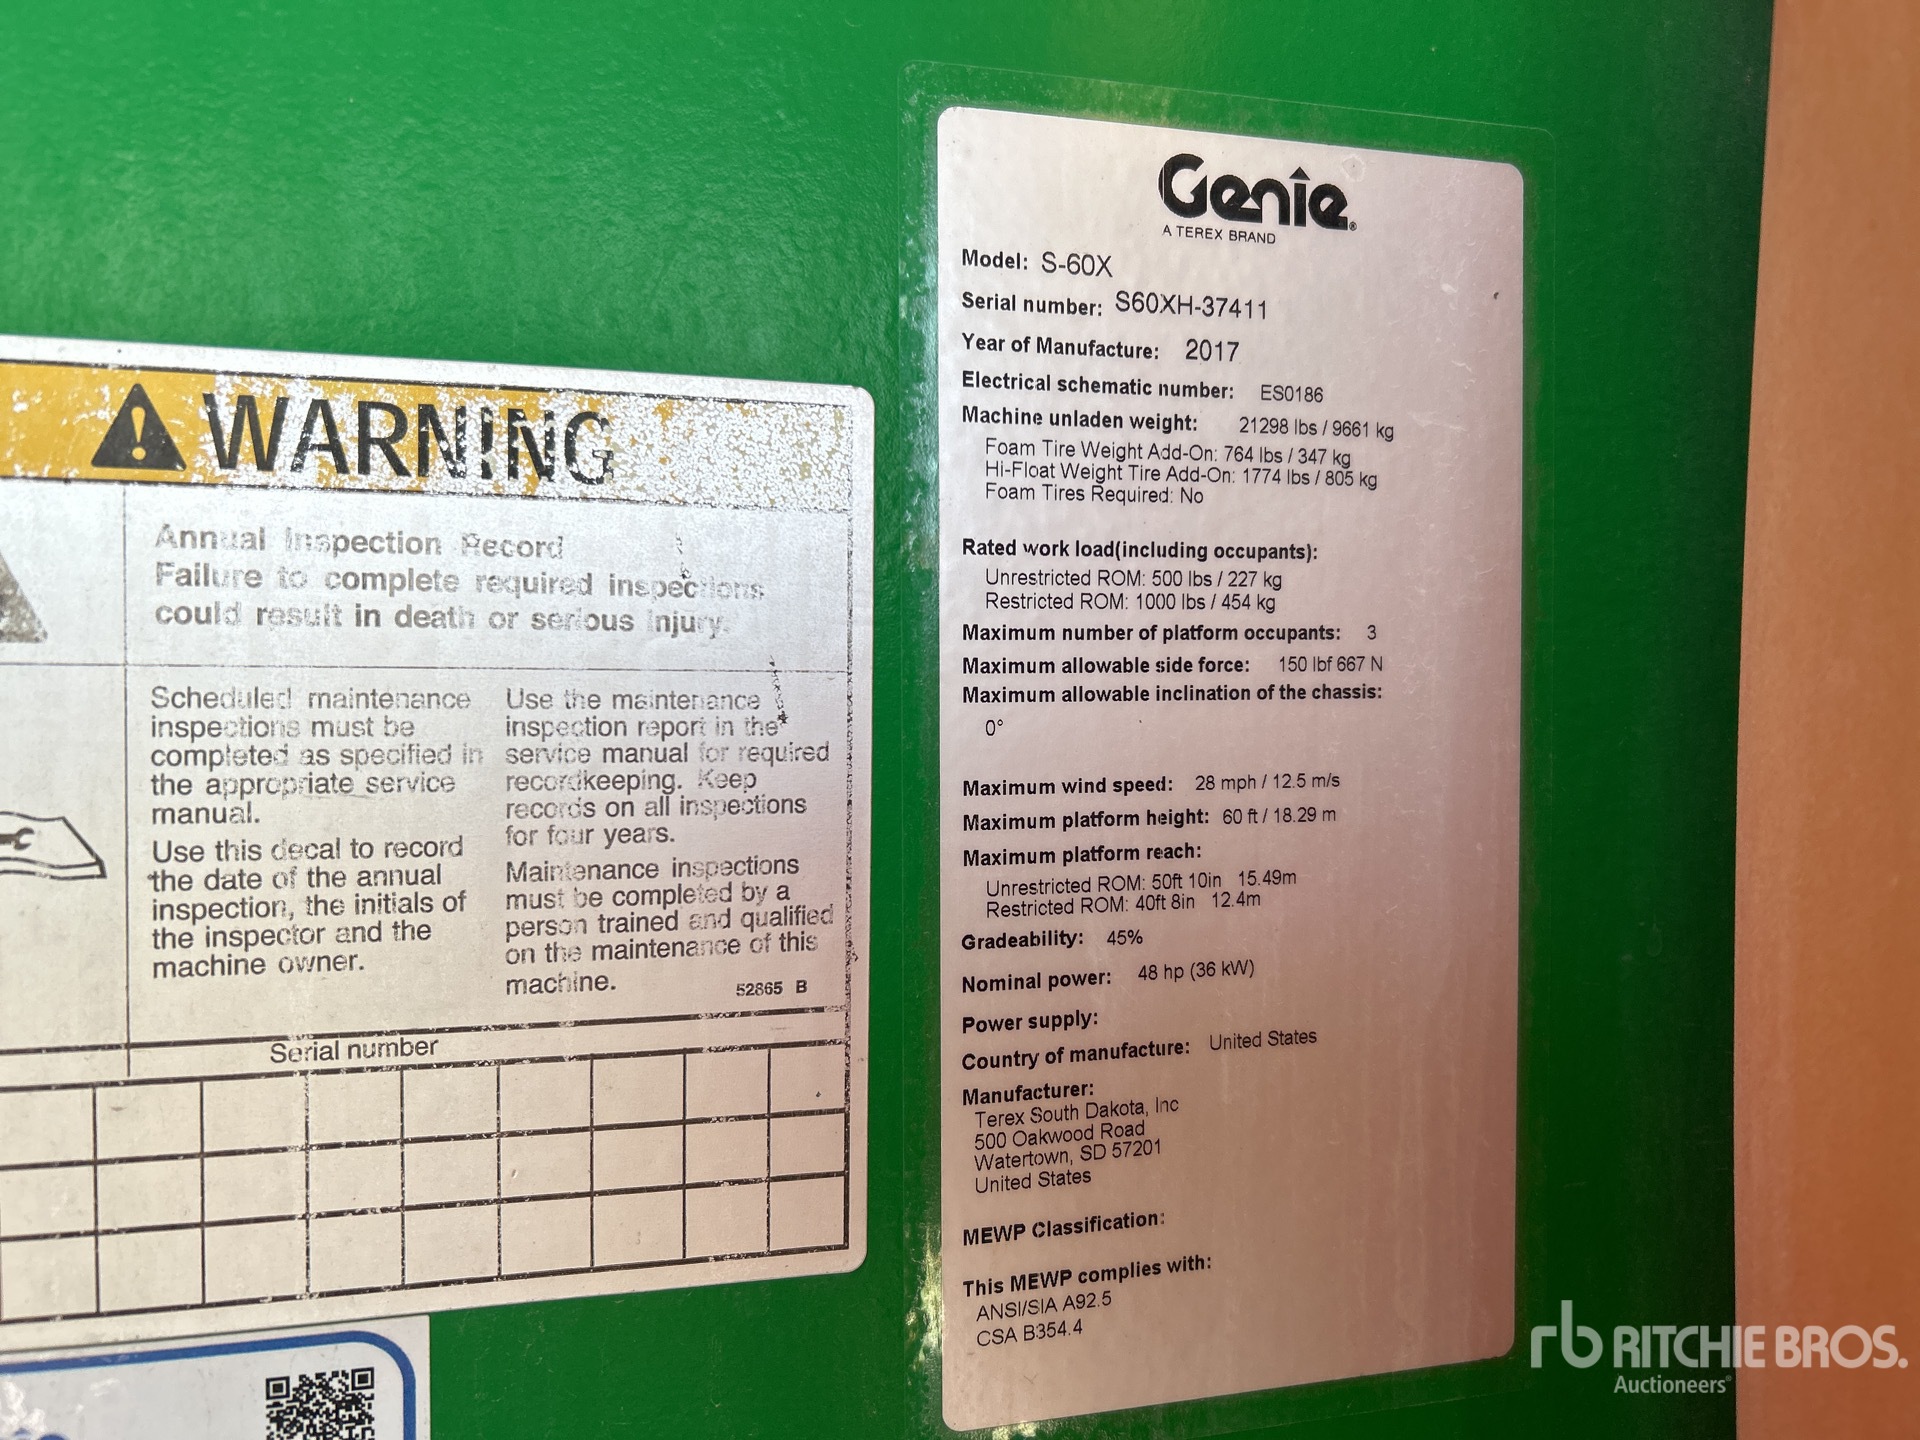 WARNING
Annual Inspection Record
Failure to complete required inspections
could result in death or serious injury.
Scheduled maintenance
inspections must be
completed as specified in
the appropriate service
manual.
Use this decal to record
the date of the annual
inspection, the initials of
the inspector and the
machine owner.
Use the maintenance
inspection report in the
service manual for required
recordkeeping. Keep
records on all inspections
for four years.
Maintenance inspections
must be completed by a
person trained and qualified
on the maintenance of this
machine.
52865 B
Serial number
Genie®
A TEREX BRAND
Model: S-60X
Serial number: S60XH-37411
Year of Manufacture: 2017
Electrical schematic number: ES0186
Machine unladen weight: 21298 lbs / 9661 kg
Foam Tire Weight Add-On: 764 lbs / 347 kg
Hi-Float Weight Tire Add-On: 1774 lbs / 805 kg
Foam Tires Required: No
Rated work load(including occupants):
Unrestricted ROM: 500 lbs / 227 kg
Restricted ROM: 1000 lbs / 454 kg
Maximum number of platform occupants: 3
Maximum allowable side force: 150 lbf 667 N
Maximum allowable inclination of the chassis:
0°
Maximum wind speed: 28 mph / 12.5 m/s
Maximum platform height: 60 ft / 18.29 m
Maximum platform reach:
Unrestricted ROM: 50ft 10in 15.49m
Restricted ROM: 40ft 8in 12.4m
Gradeability: 45%
Nominal power: 48 hp (36 kW)
Power supply:
Country of manufacture: United States
Manufacturer:
Terex South Dakota, Inc
500 Oakwood Road
Watertown, SD 57201
United States
MEWP Classification:
This MEWP complies with:
ANSI/SIA A92.5
CSA B354.4
rb RITCHIE BROS.
Auctioneers®